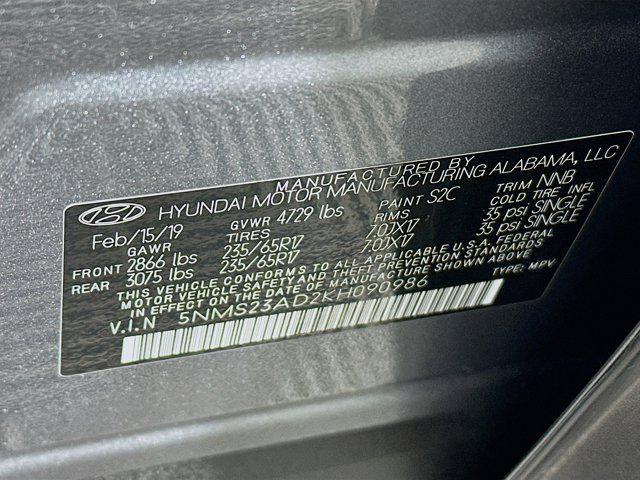 MANUFACTURED BY
HYUNDAI MOTOR MANUFACTURING ALABAMA, LLC
Feb/15/19 GVWR 4729 lbs PAINT S2C TRIM NNB
GAWR TIRES RIMS COLD TIRE INFL
FRONT 2866 lbs 235/65R17 7.0JX17 35 psi SINGLE
REAR 3075 lbs 235/65R17 7.0JX17 35 psi SINGLE
THIS VEHICLE CONFORMS TO ALL APPLICABLE U.S. FEDERAL
MOTOR VEHICLE SAFETY AND THEFT PREVENTION STANDARDS
IN EFFECT ON THE DATE OF MANUFACTURE SHOWN ABOVE.
V.I.N 5NMS23AD2KH090986 TYPE: MPV